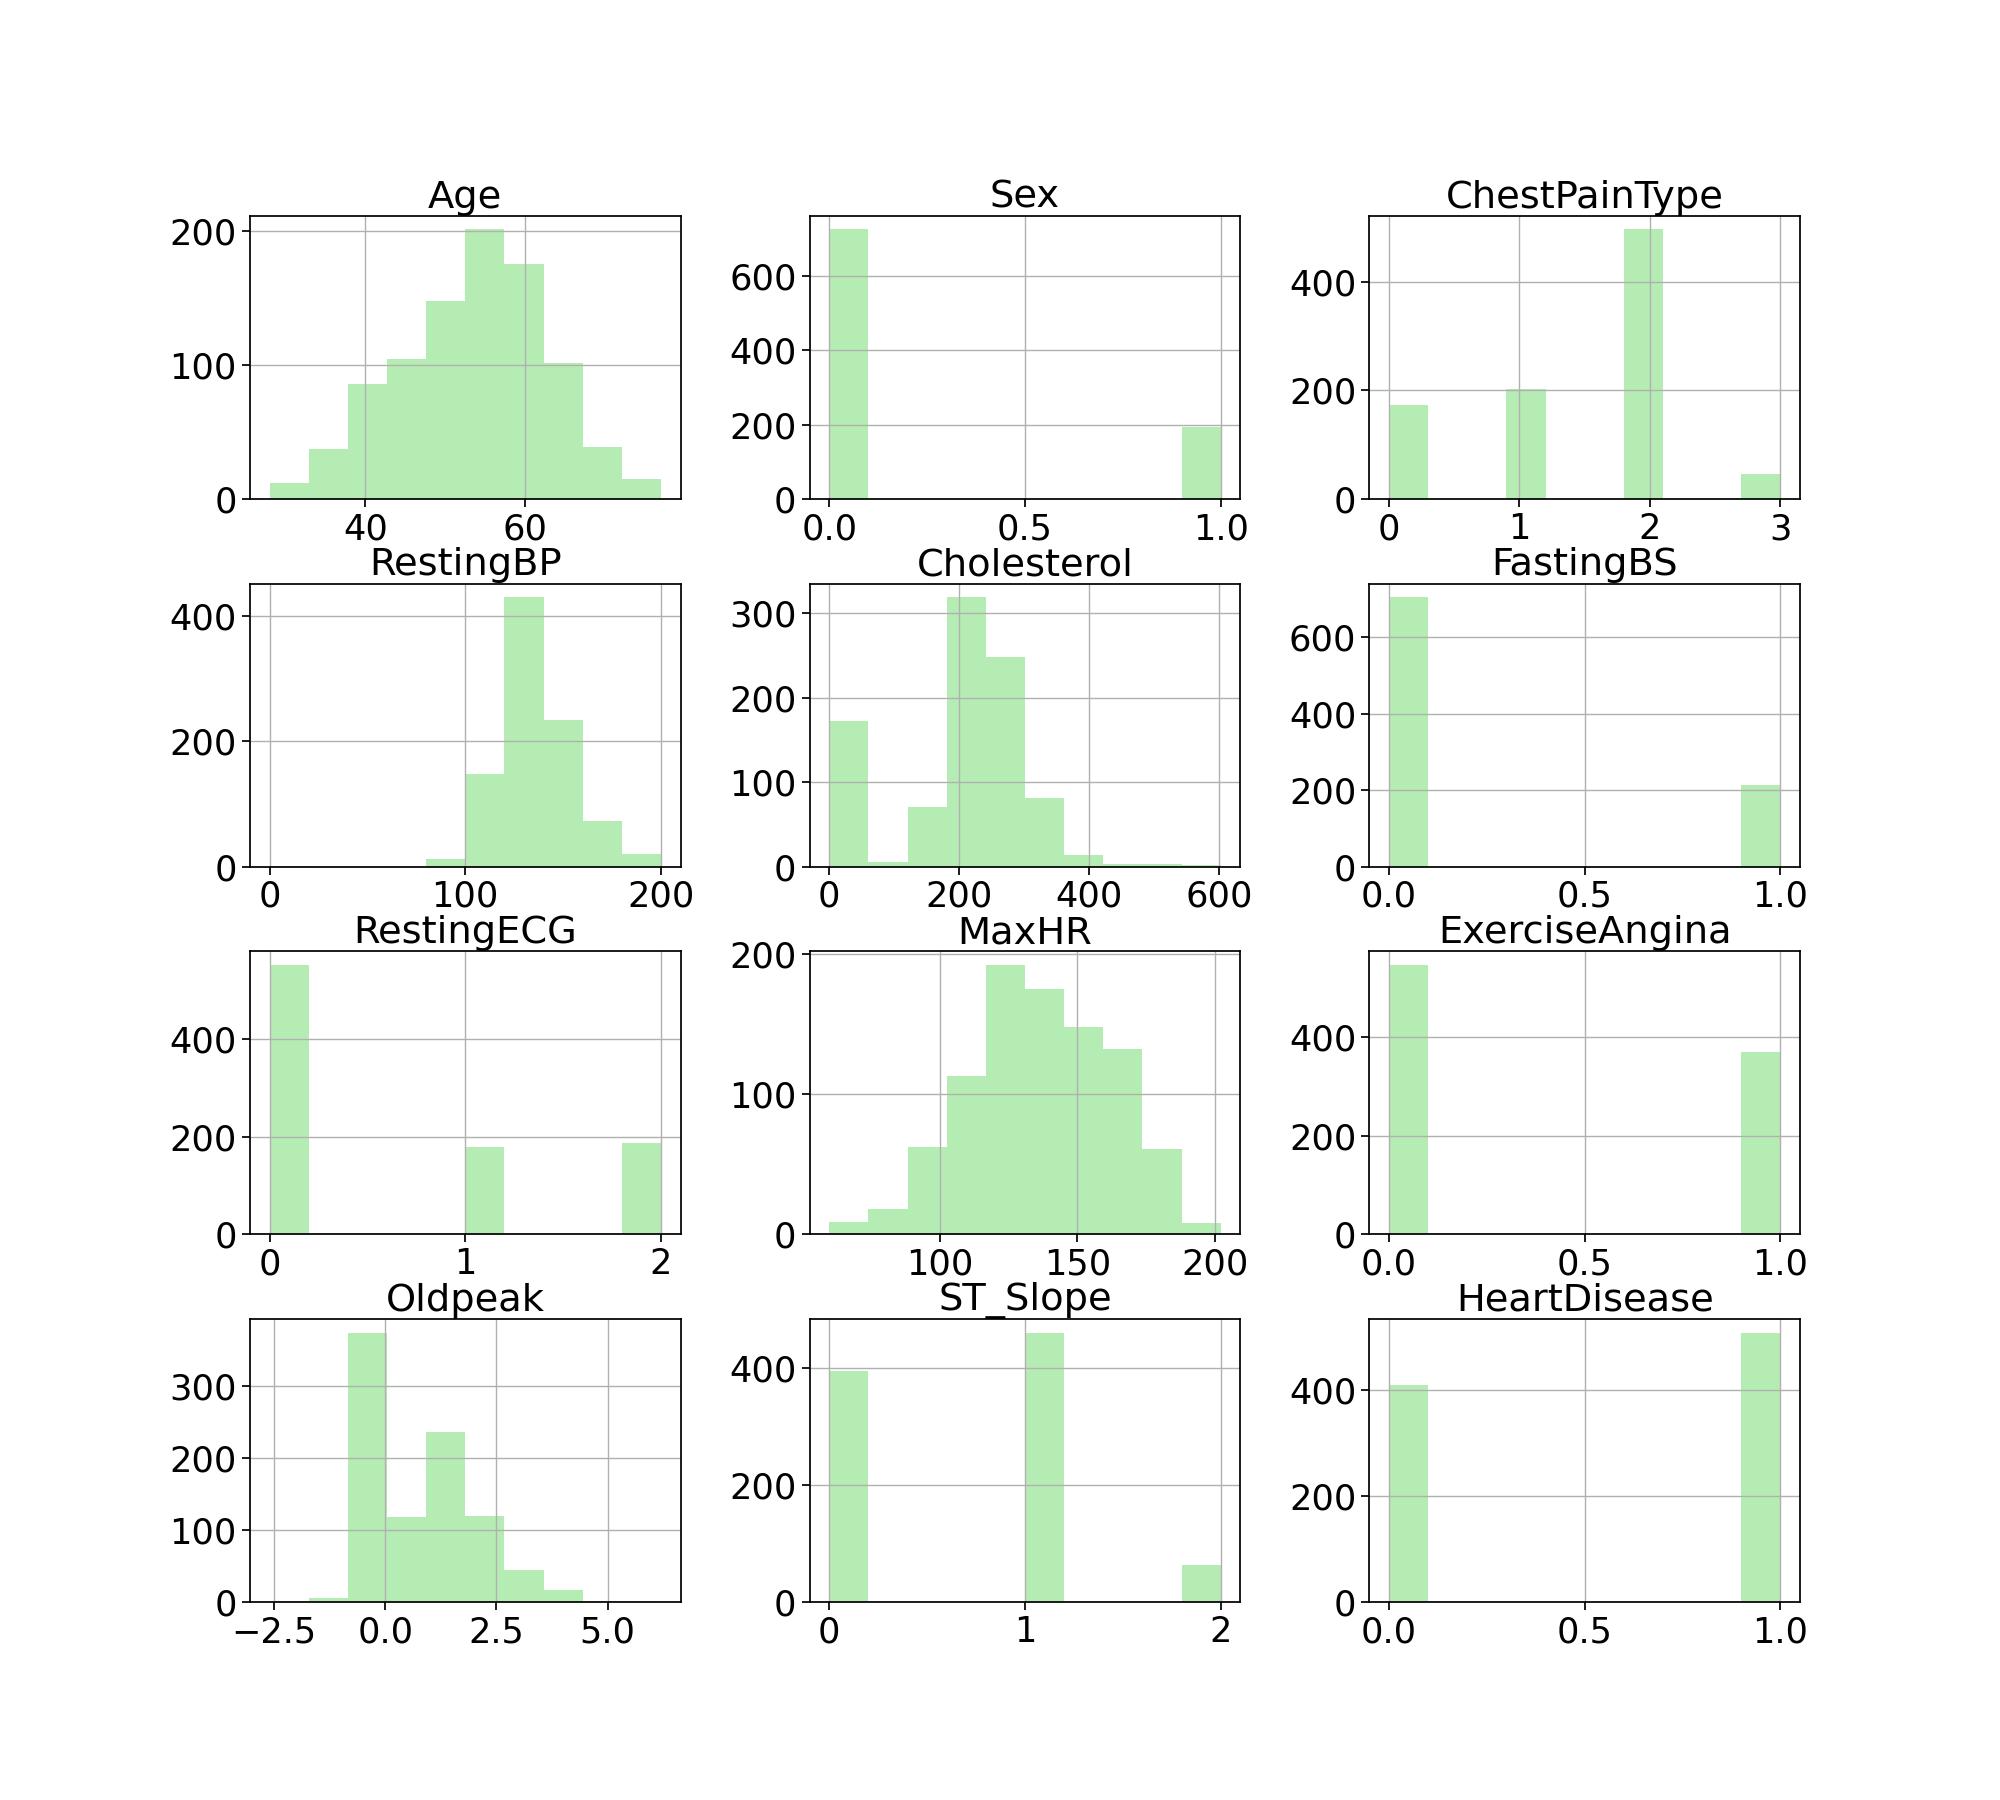 Age Sex ChestPainType
200
100
0
40 60
600
400
200
0
0.0 0.5 1.0
400
200
0
0 1 2 3
RestingBP Cholesterol FastingBS
400
200
0
0 100 200
300
200
100
0
0 200 400 600
600
400
200
0
0.0 0.5 1.0
RestingECG MaxHR ExerciseAngina
400
200
0
0 1 2
200
100
0
100 150 200
400
200
0
0.0 0.5 1.0
Oldpeak ST_Slope HeartDisease
300
200
100
0
−2.5 0.0 2.5 5.0
400
200
0
0 1 2
400
200
0
0.0 0.5 1.0